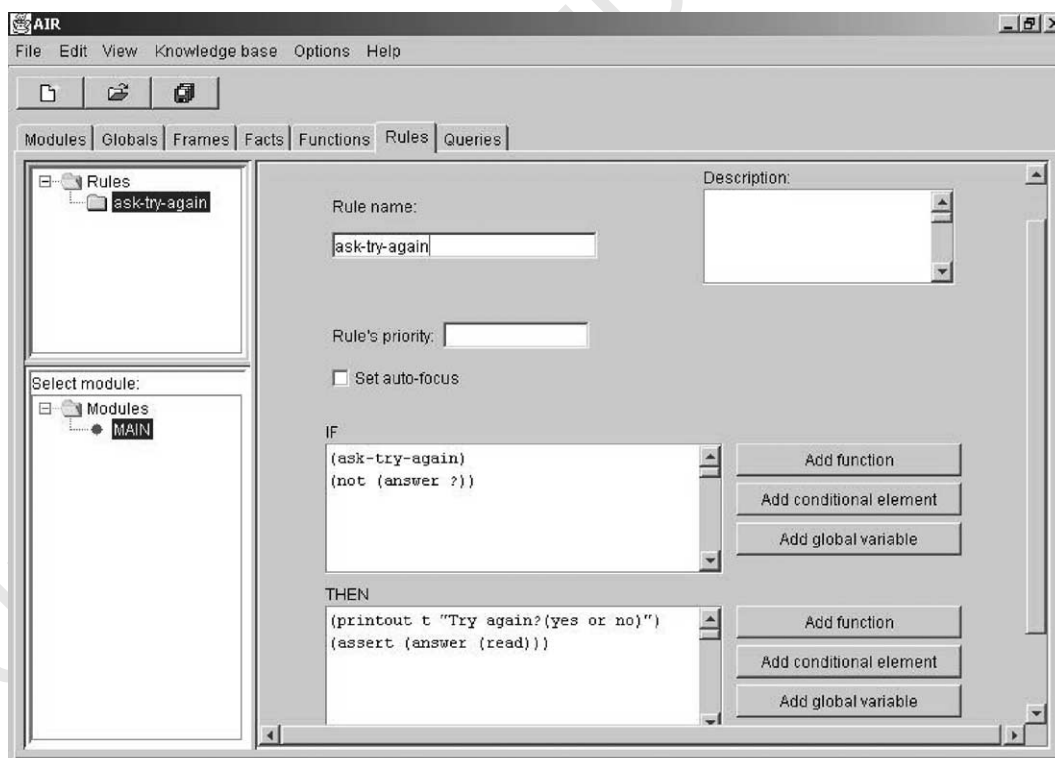 AIR
File Edit View Knowledge base Options Help
Modules Globals Frames Facts Functions Rules Queries
Rules
ask-try-again
Select module:
Modules
MAIN
Description:
Rule name:
ask-try-again
Rule's priority:
Set auto-focus
IF
(ask-try-again)
(not (answer ?))
Add function
Add conditional element
Add global variable
THEN
(printout t "Try again?(yes or no)")
(assert (answer (read)))
Add function
Add conditional element
Add global variable